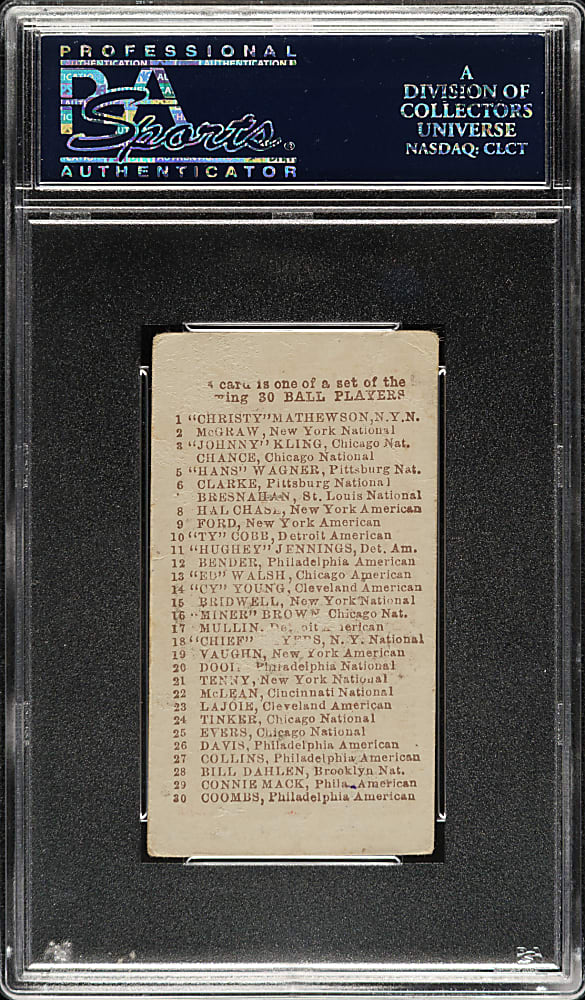 PROFESSIONAL
PSA
Sports
AUTHENTICATOR
A
DIVISION OF
COLLECTORS
UNIVERSE
NASDAQ: CLCT
card is one of a set of the
30 BALL PLAYERS
1 "CHRISTY" MATHEWSON, N.Y.N.
2 McGRAW, New York National
3 "JOHNNY" KLING, Chicago Nat.
CHANCE, Chicago National
5 "HANS" WAGNER, Pittsburg Nat.
6 CLARKE, Pittsburg National
BRESNAHAN, St. Louis National
8 HAL CHASE, New York American
9 FORD, New York American
10 "TY" COBB, Detroit American
11 "HUGHEY" JENNINGS, Det. Am.
12 BENDER, Philadelphia American
13 "ED" WALSH, Chicago American
14 "CY" YOUNG, Cleveland American
15 BRIDWELL, New York National
16 "MINER" BROWN Chicago Nat.
17 MULLIN.
18 "CHIEF" N. Y. National
19 VAUGHN, New York American
20 Philadelphia National
21 TENNY, New York National
22 McLEAN, Cincinnati National
23 LAJOIE, Cleveland American
24 TINKER, Chicago National
25 EVERS, Chicago National
26 DAVIS, Philadelphia American
27 COLLINS, Philadelphia American
28 BILL DAHLEN, Brooklyn Nat.
29 CONNIE MACK, Phila. American
30 COOMBS, Philadelphia American